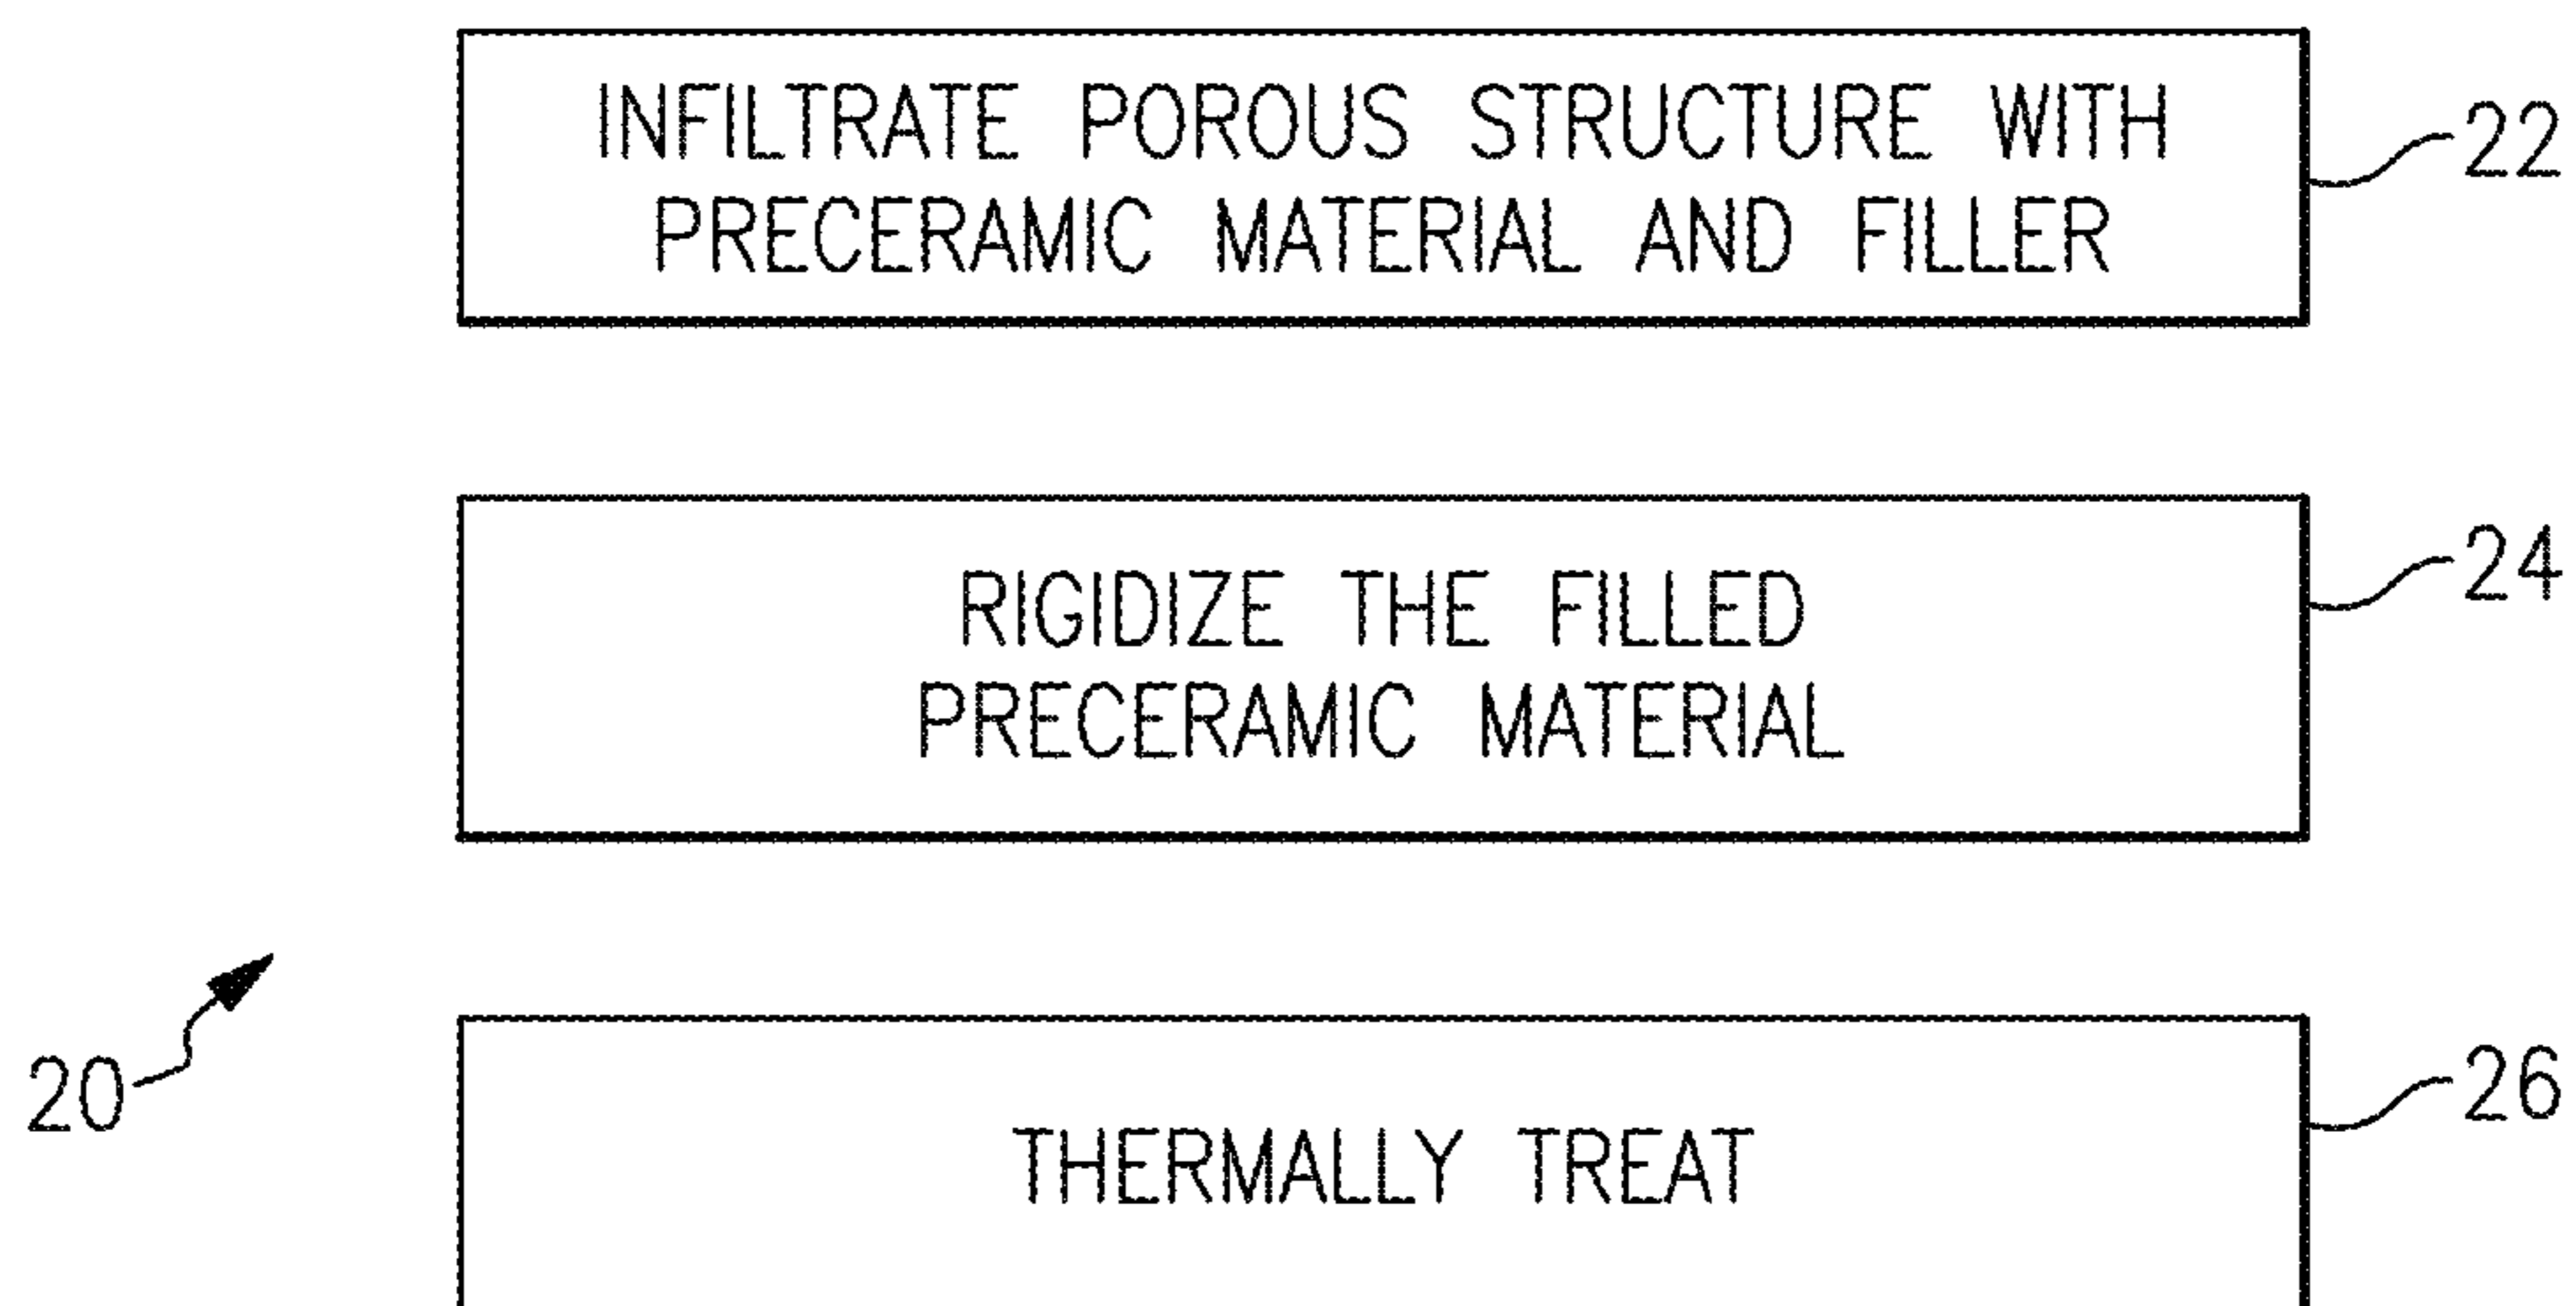 INFILTRATE POROUS STRUCTURE WITH
PRECERAMIC MATERIAL AND FILLER
22
RIGIDIZE THE FILLED
PRECERAMIC MATERIAL
24
20
THERMALLY TREAT
26